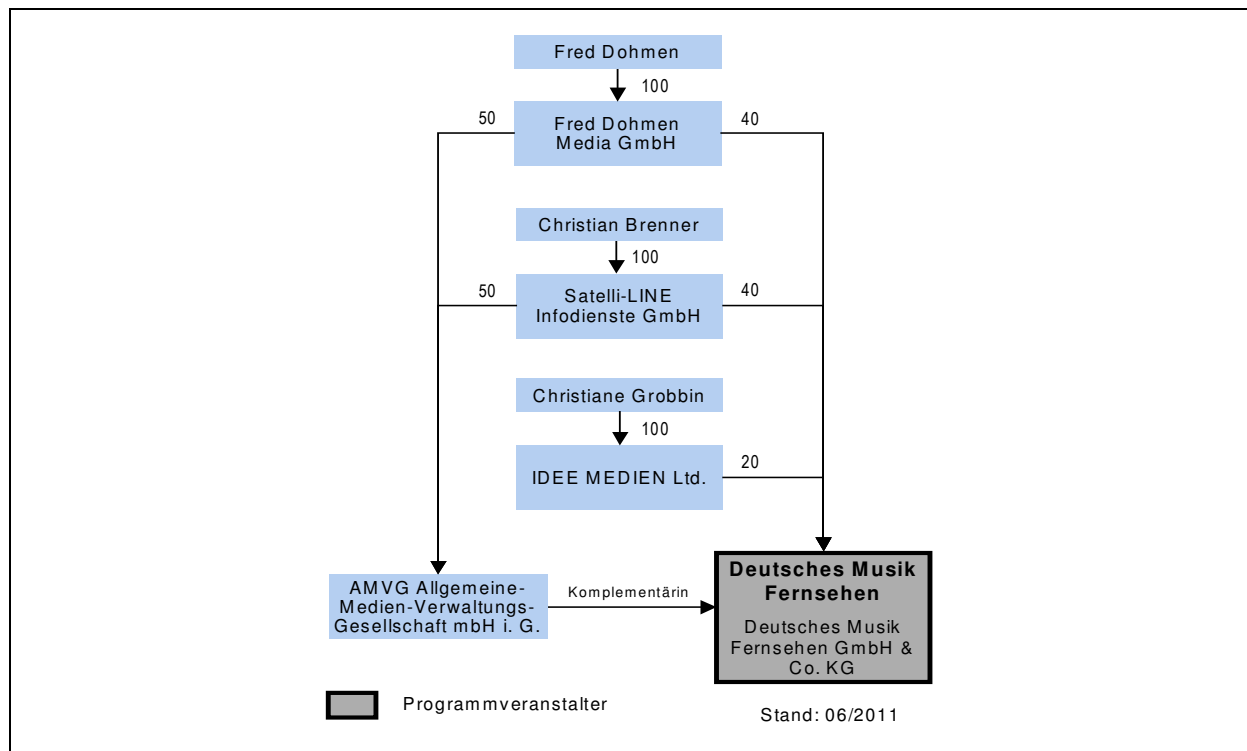 Fred Dohmen
100
50
Fred Dohmen
Media GmbH
40
Christian Brenner
100
50
Satelli-LINE
Infodienste GmbH
40
Christiane Grobbin
100
IDEE MEDIEN Ltd.
20
AMVG Allgemeine-
Medien-Verwaltungs-
Gesellschaft mbH i. G.
Komplementärin
Deutsches Musik
Fernsehen
Deutsches Musik
Fernsehen GmbH &
Co. KG
Programmveranstalter
Stand: 06/2011